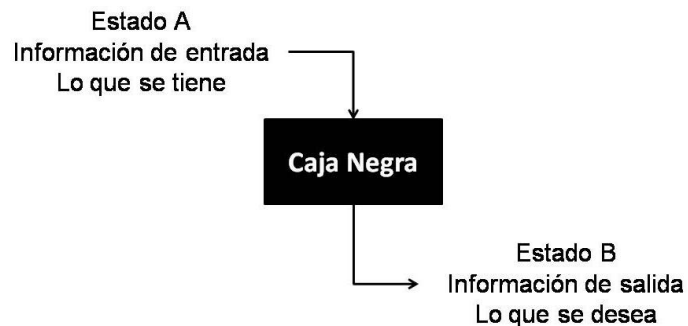 Estado A
Información de entrada
Lo que se tiene
Caja Negra
Estado B
Información de salida
Lo que se desea